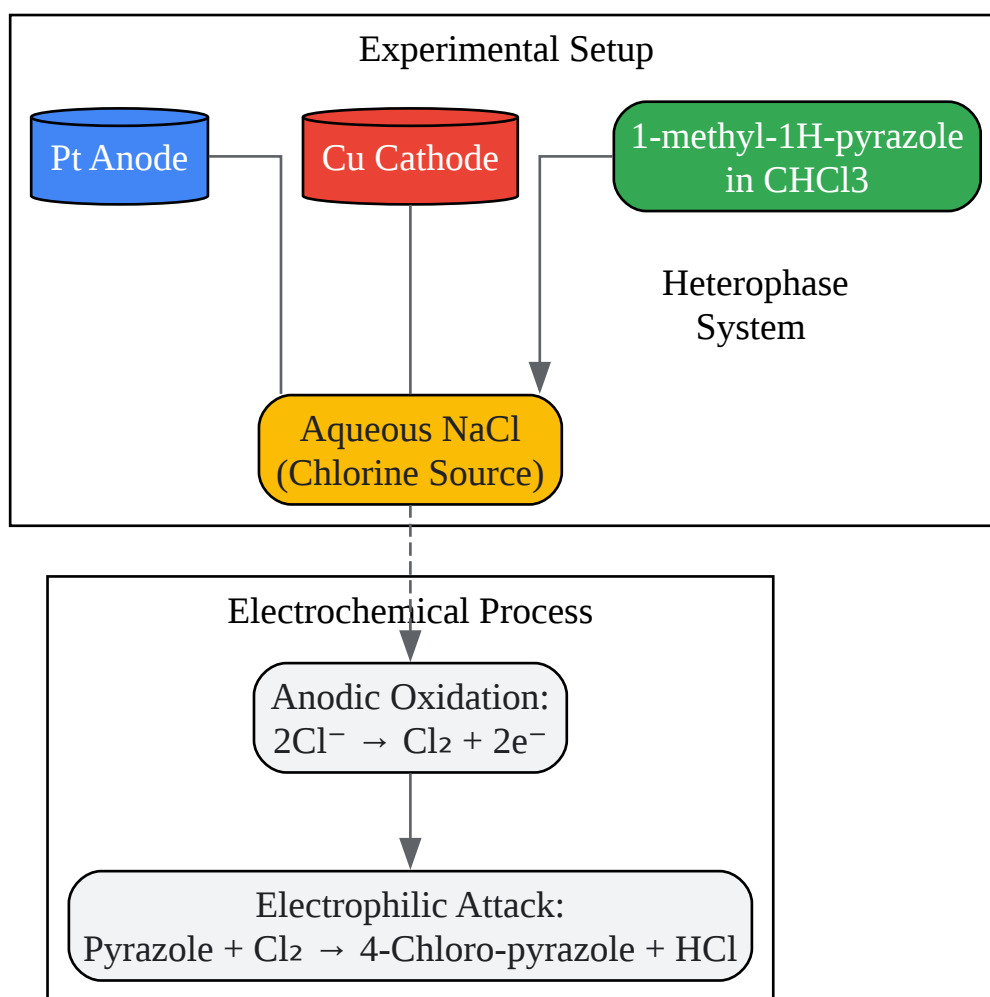 Experimental Setup
Pt Anode
Cu Cathode
1-methyl-1H-pyrazole
in CHCl3
Heterophase
System
Aqueous NaCl
(Chlorine Source)
Electrochemical Process
Anodic Oxidation:
2Cl⁻ → Cl₂ + 2e⁻
Electrophilic Attack:
Pyrazole + Cl₂ → 4-Chloro-pyrazole + HCl